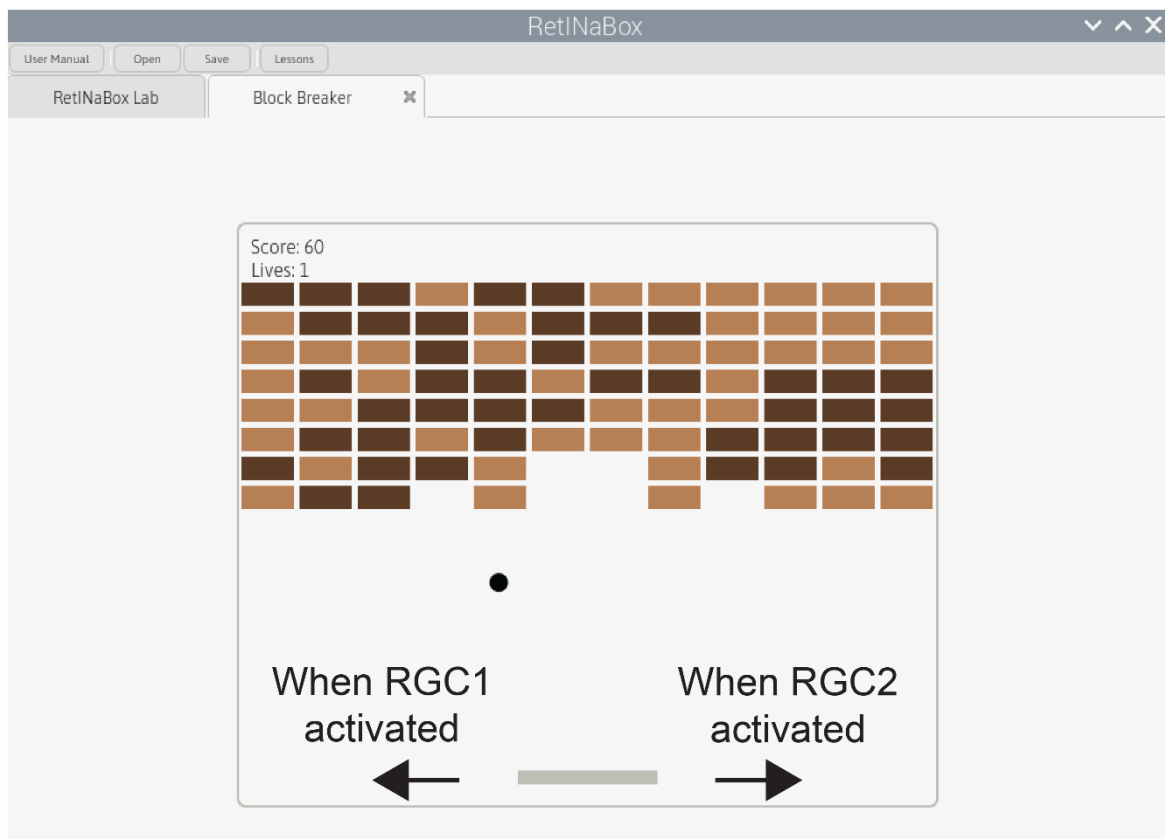 RetINaBox
User Manual Open Save Lessons
RetINaBox Lab Block Breaker
Score: 60
Lives: 1
When RGC1
activated
When RGC2
activated